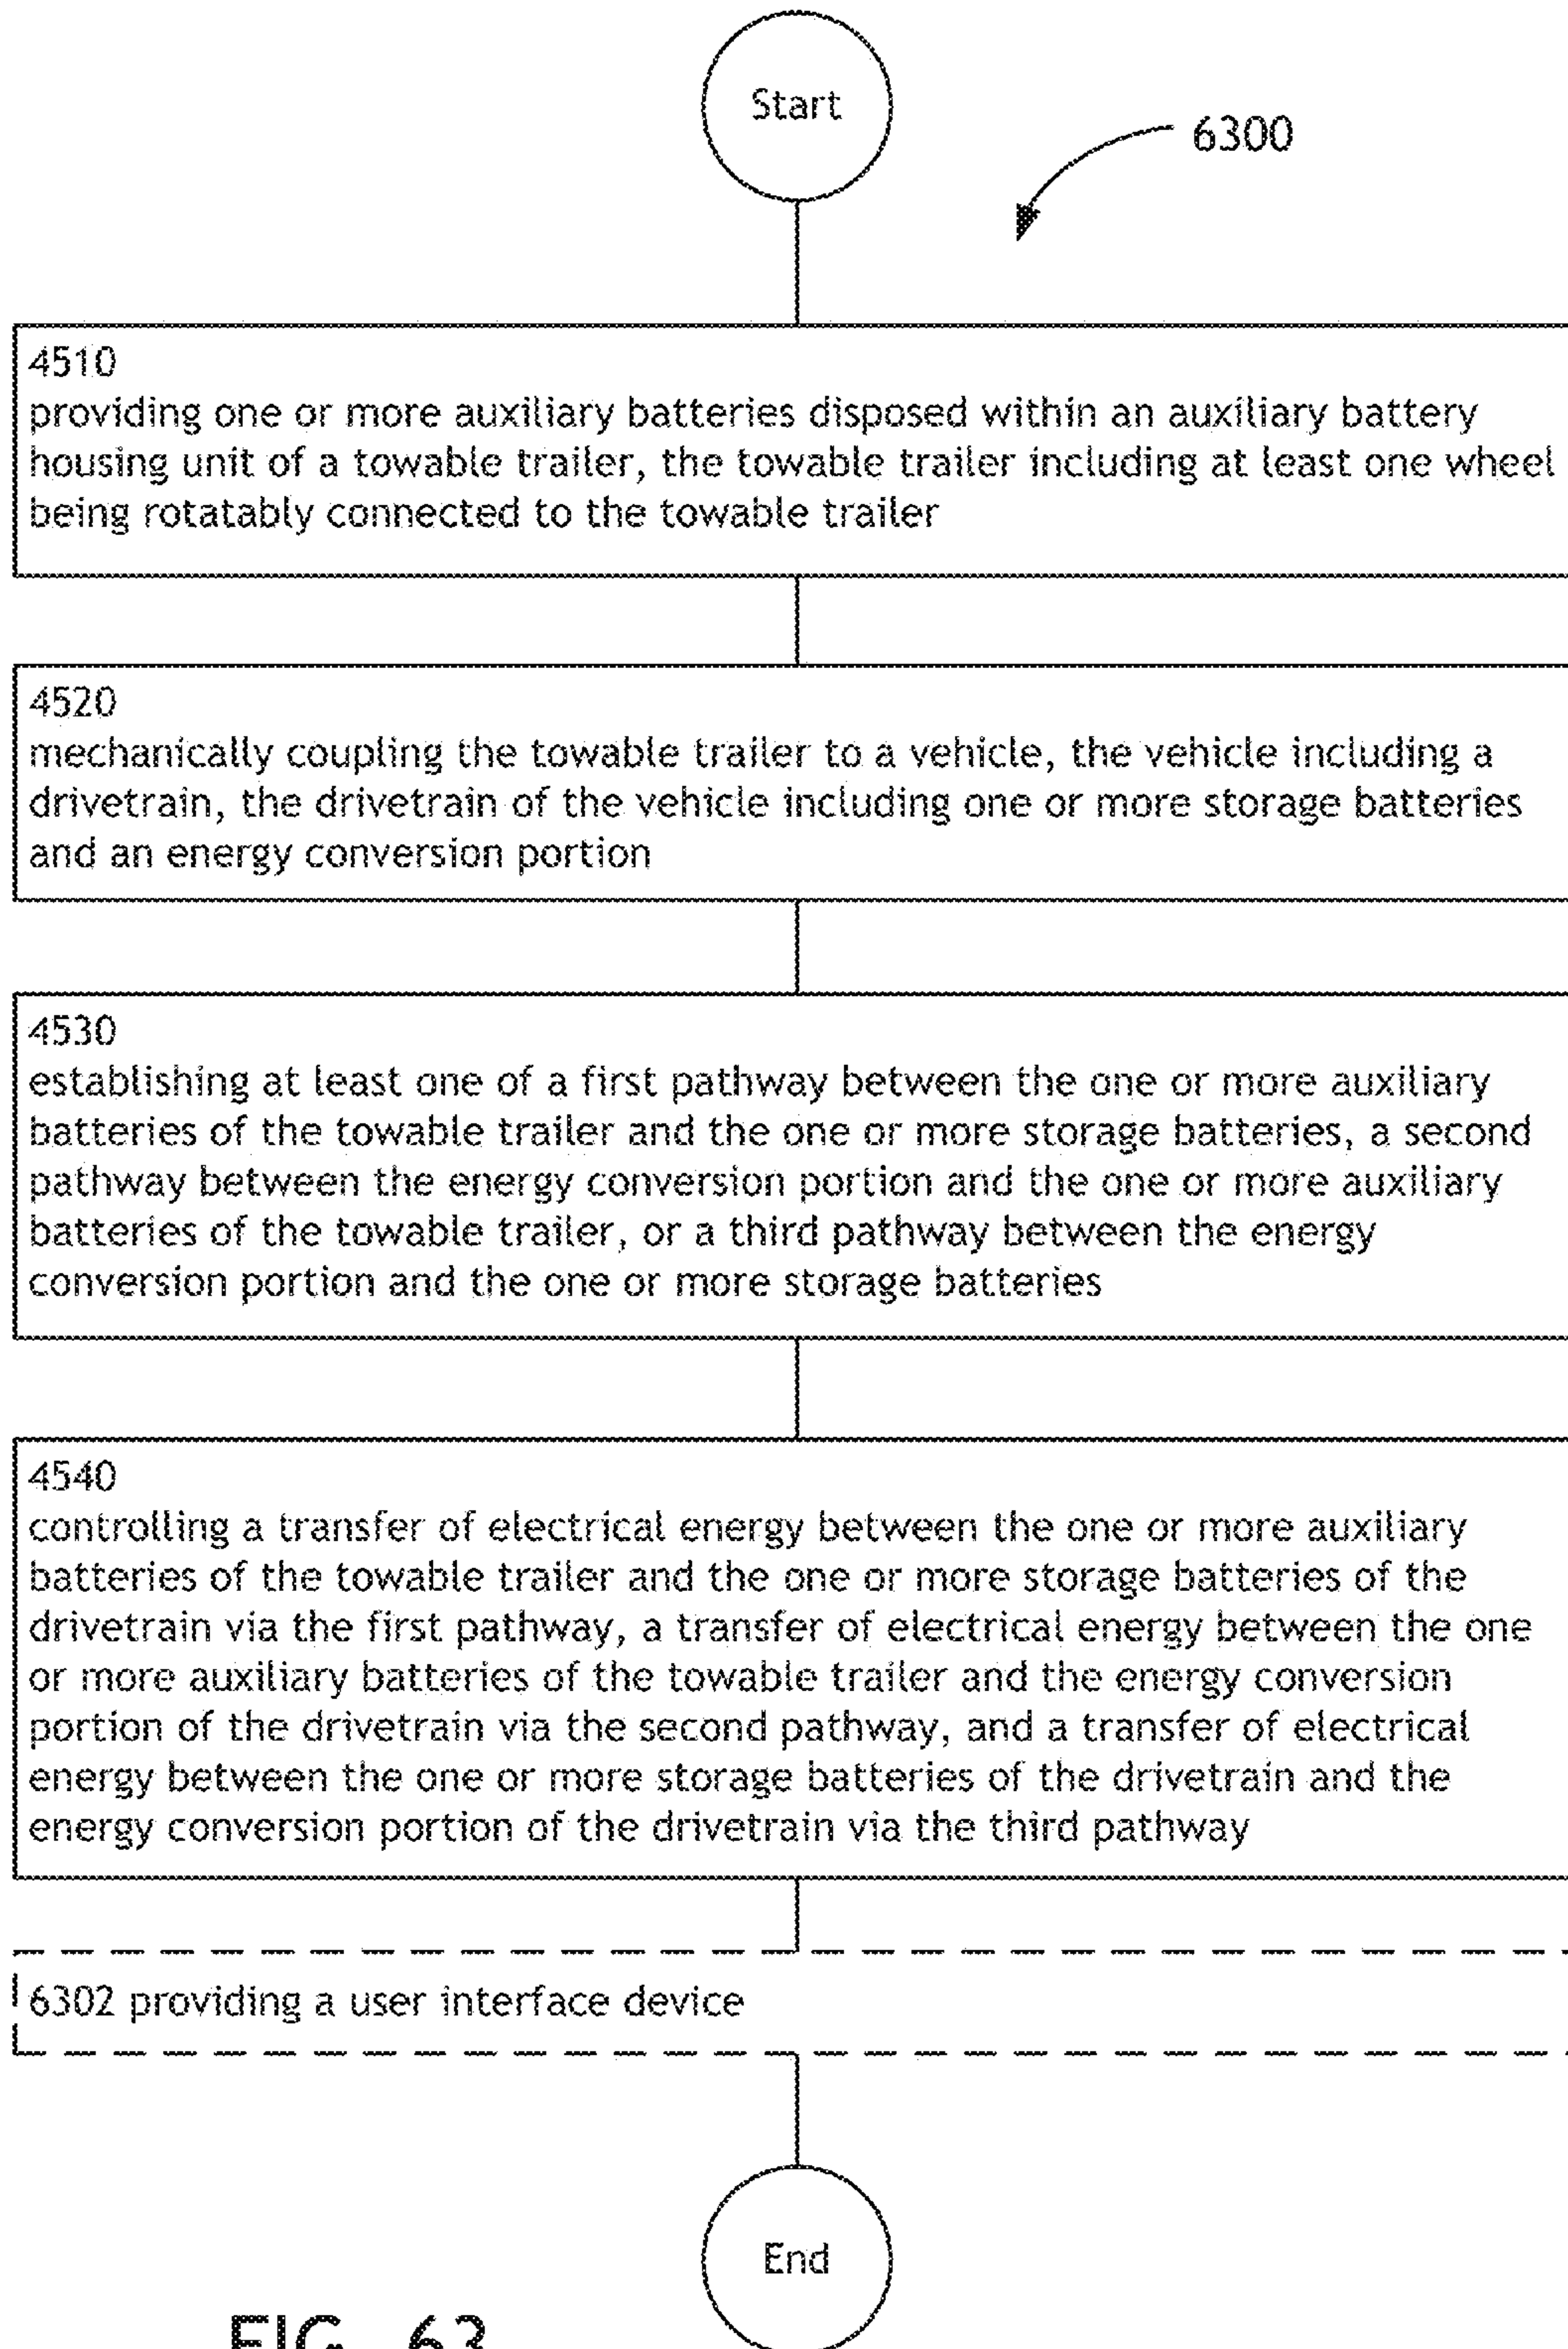 Start
6300
4510
providing one or more auxiliary batteries disposed within an auxiliary battery
housing unit of a towable trailer, the towable trailer including at least one wheel
being rotatably connected to the towable trailer
4520
mechanically coupling the towable trailer to a vehicle, the vehicle including a
drivetrain, the drivetrain of the vehicle including one or more storage batteries
and an energy conversion portion
4530
establishing at least one of a first pathway between the one or more auxiliary
batteries of the towable trailer and the one or more storage batteries, a second
pathway between the energy conversion portion and the one or more auxiliary
batteries of the towable trailer, or a third pathway between the energy
conversion portion and the one or more storage batteries
4540
controlling a transfer of electrical energy between the one or more auxiliary
batteries of the towable trailer and the one or more storage batteries of the
drivetrain via the first pathway, a transfer of electrical energy between the one
or more auxiliary batteries of the towable trailer and the energy conversion
portion of the drivetrain via the second pathway, and a transfer of electrical
energy between the one or more storage batteries of the drivetrain and the
energy conversion portion of the drivetrain via the third pathway
6302 providing a user interface device
End
FIG. 63